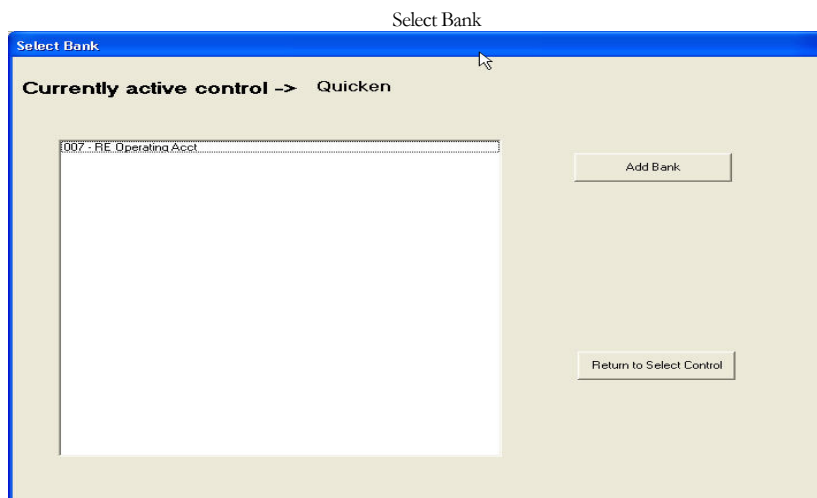 Select Bank
Select Bank
Currently active control -> Quicken
007 - RE Operating Acct
Add Bank
Return to Select Control